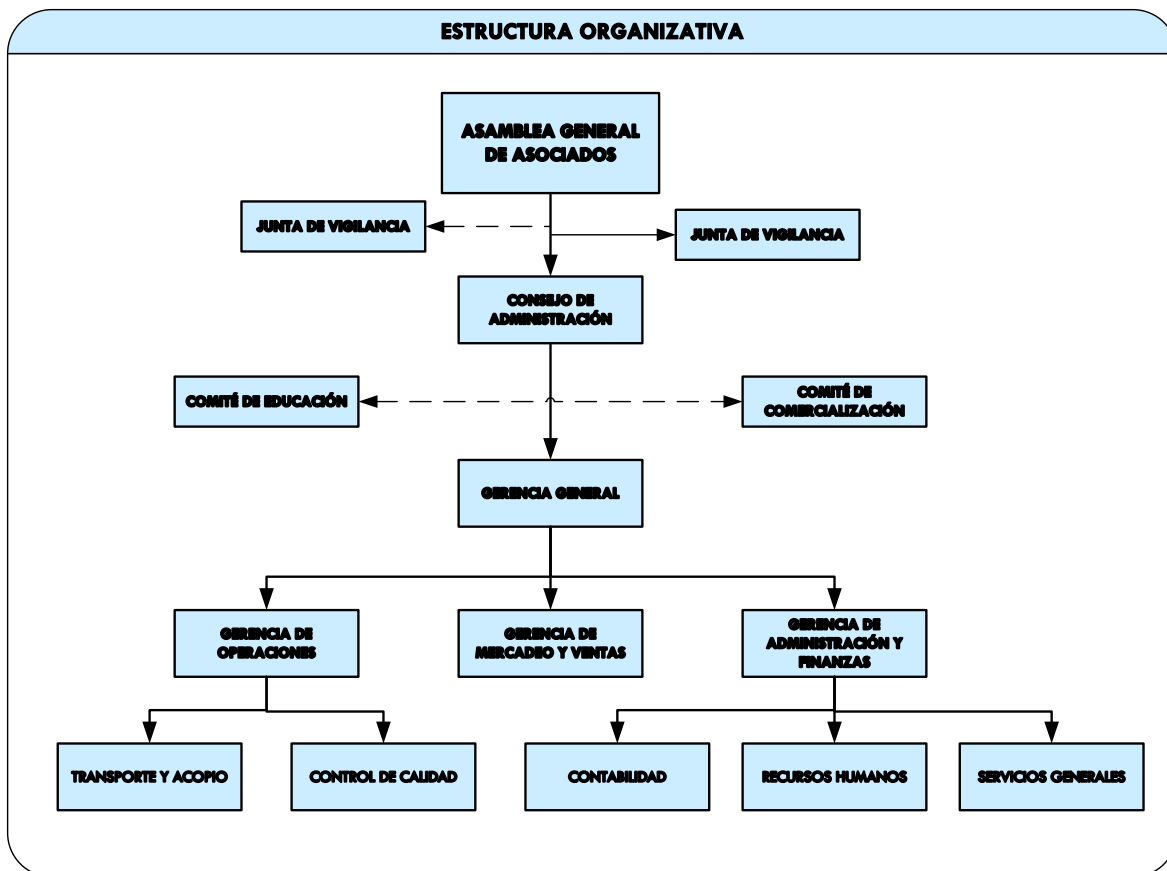 ESTRUCTURA ORGANIZATIVA
ASAMBLEA GENERAL
DE ASOCIADOS
JUNTA DE VIGILANCIA
JUNTA DE VIGILANCIA
CONSEJO DE
ADMINISTRACIÓN
COMITÉ DE EDUCACIÓN
COMITÉ DE
COMERCIALIZACIÓN
GERENCIA GENERAL
GERENCIA DE
OPERACIONES
GERENCIA DE
MERCADEO Y VENTAS
GERENCIA DE
ADMINISTRACIÓN Y
FINANZAS
TRANSPORTE Y ACOPIO
CONTROL DE CALIDAD
CONTABILIDAD
RECURSOS HUMANOS
SERVICIOS GENERALES